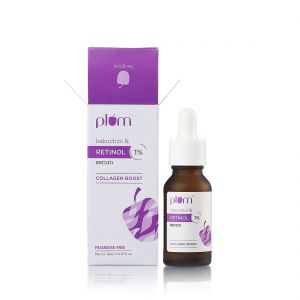 plum
bakuchiol &
RETINOL 1%
serum
COLLAGEN BOOST
FRAGRANCE-FREE
plum
bakuchiol &
RETINOL 1%
serum
COLLAGEN BOOST